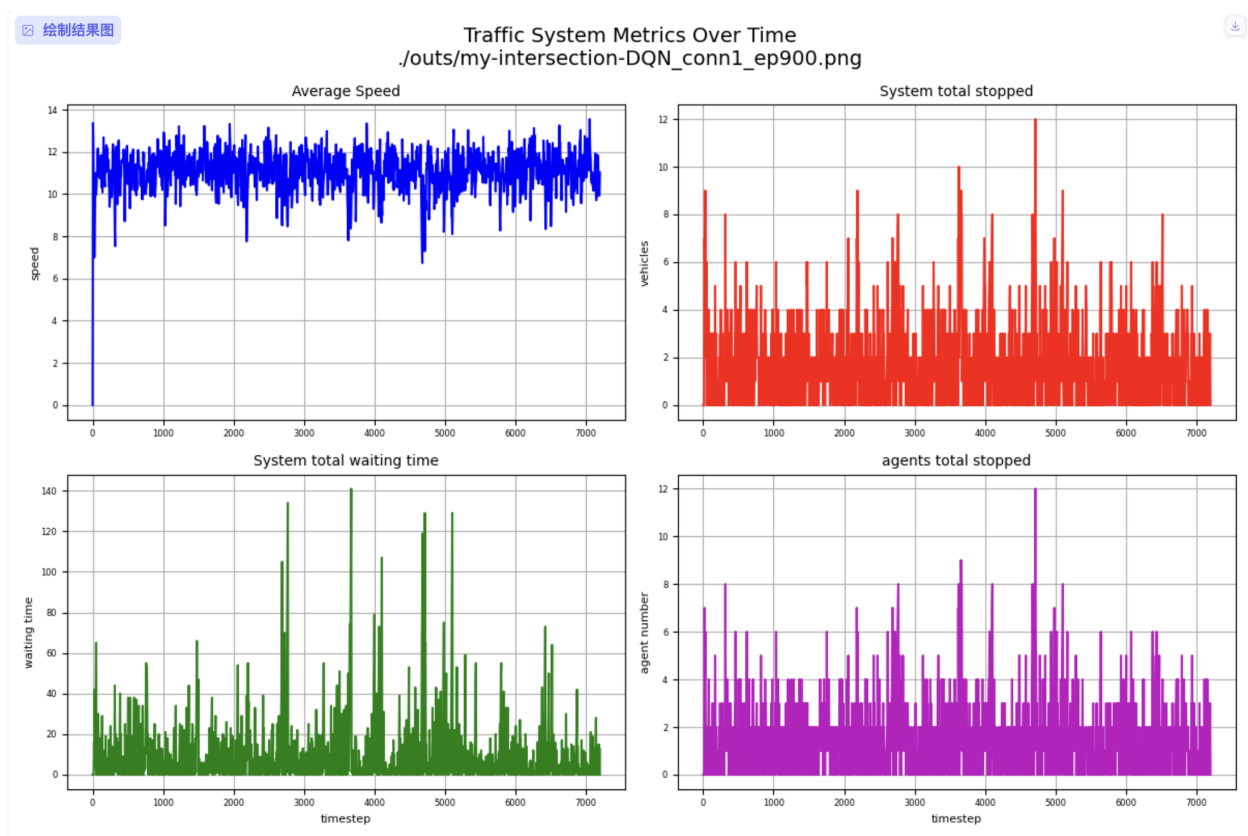 绘制结果图
Traffic System Metrics Over Time
./outs/my-intersection-DQN_conn1_ep900.png
Average Speed
speed
14
12
10
8
6
4
2
0
0 1000 2000 3000 4000 5000 6000 7000
System total stopped
vehicles
12
10
8
6
4
2
0
0 1000 2000 3000 4000 5000 6000 7000
System total waiting time
waiting time
140
120
100
80
60
40
20
0
0 1000 2000 3000 4000 5000 6000 7000
timestep
agents total stopped
agent number
12
10
8
6
4
2
0
0 1000 2000 3000 4000 5000 6000 7000
timestep